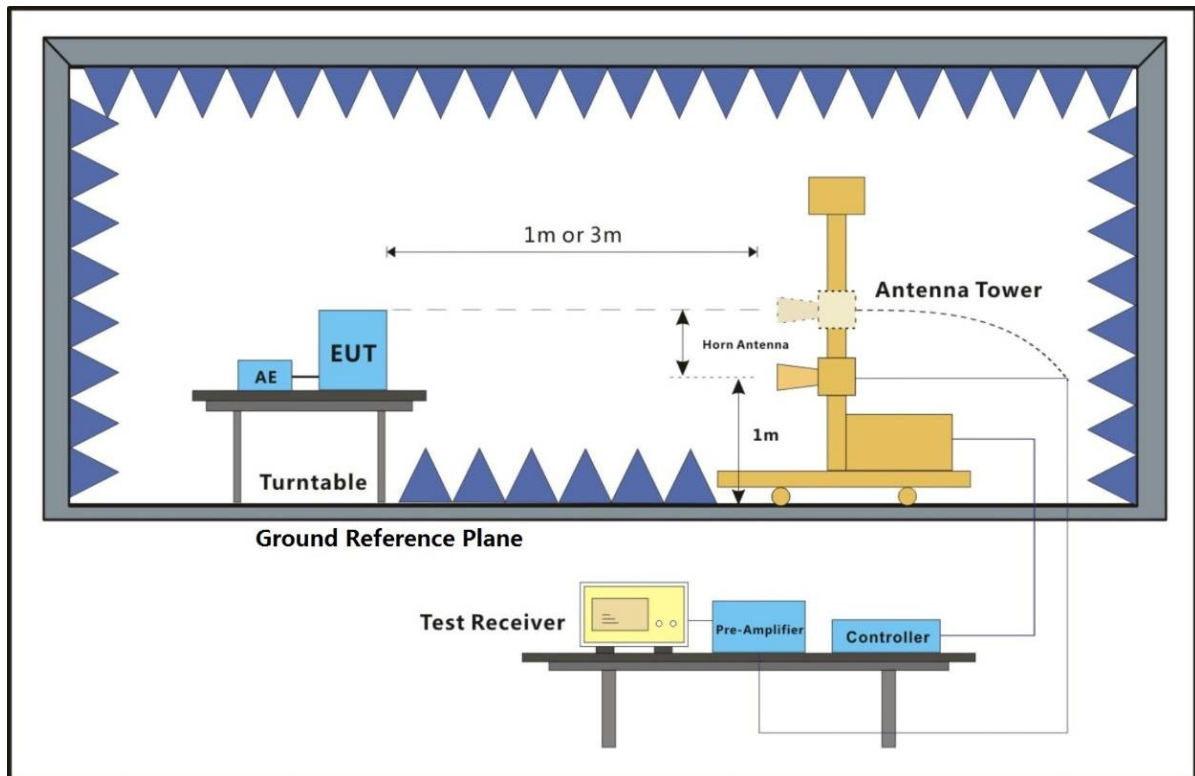 1m or 3m
Antenna Tower
Horn Antenna
EUT
AE
1m
Turntable
Ground Reference Plane
Test Receiver
Pre-Amplifier
Controller